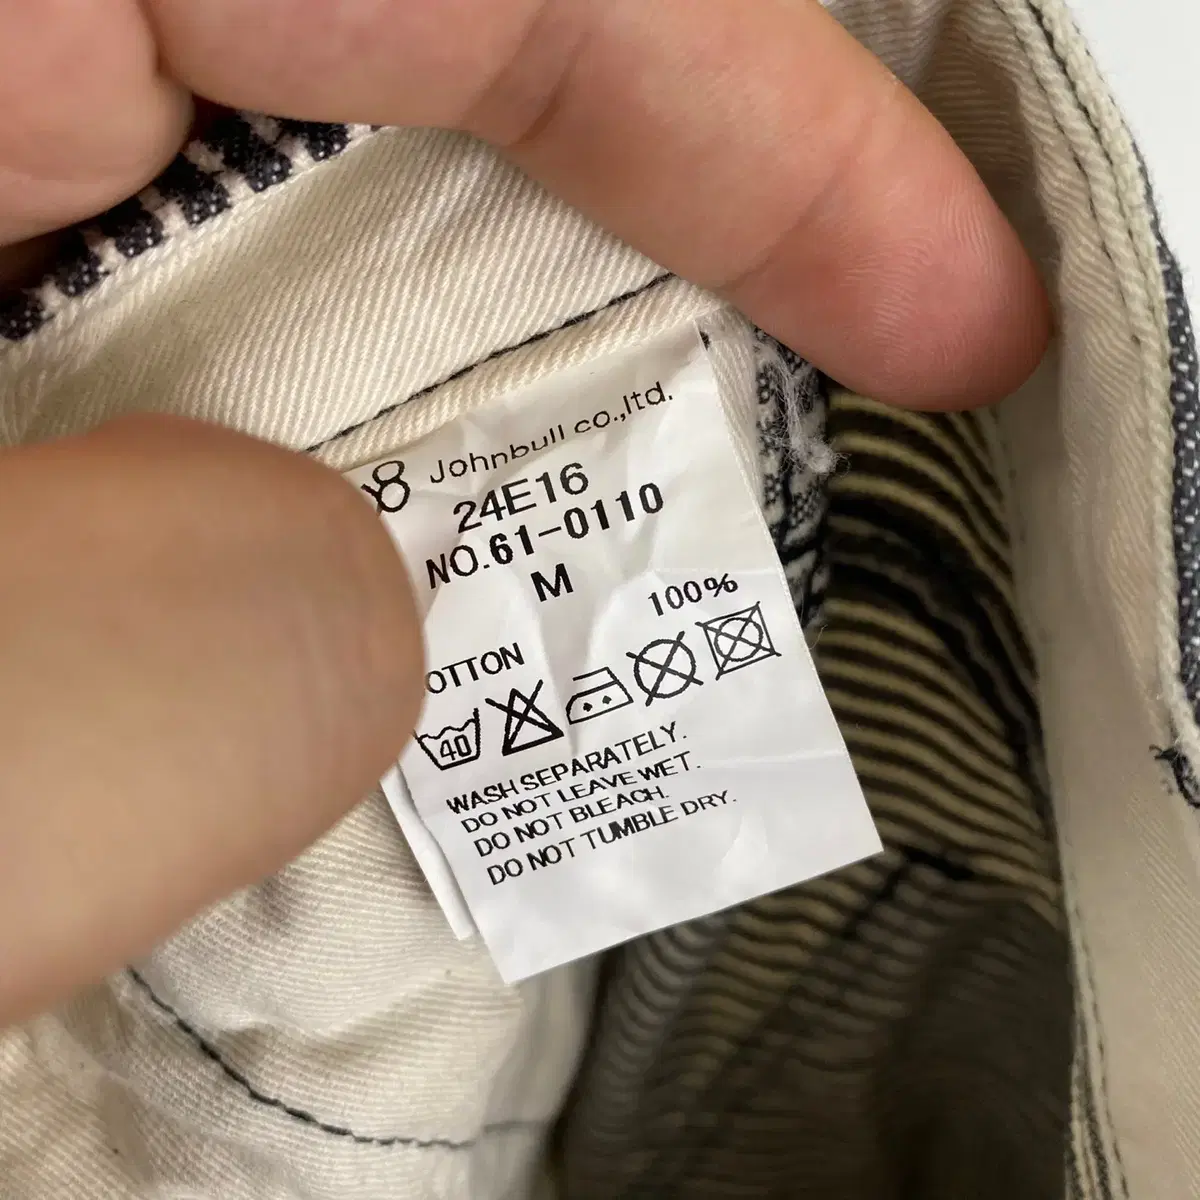 Johnbull co.,ltd.
24E16
NO.61-0110
M
100%
OTTON
40
WASH SEPARATELY.
DO NOT LEAVE WET.
DO NOT BLEACH.
DO NOT TUMBLE DRY.